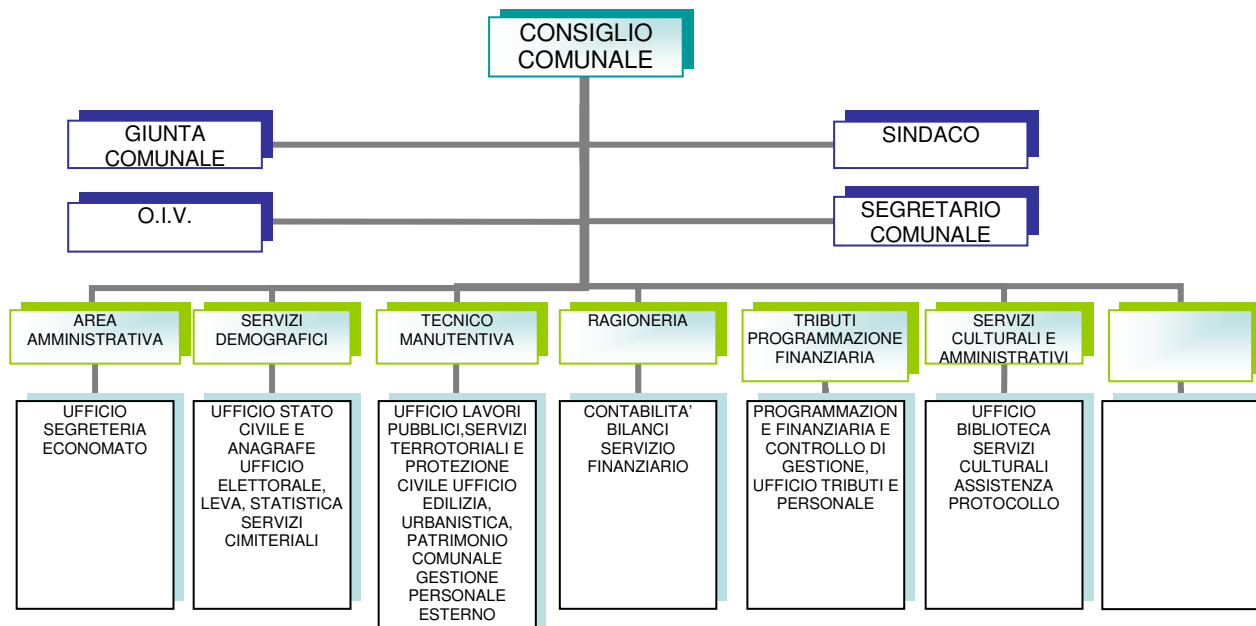 CONSIGLIO
COMUNALE
GIUNTA
COMUNALE
SINDACO
O.I.V.
SEGRETARIO
COMUNALE
AREA
AMMINISTRATIVA
SERVIZI
DEMOGRAFICI
TECNICO
MANUTENTIVA
RAGIONERIA
TRIBUTI
PROGRAMMAZIONE
FINANZIARIA
SERVIZI
CULTURALI E
AMMINISTRATIVI
UFFICIO
SEGRETERIA
ECONOMATO
UFFICIO STATO
CIVILE E
ANAGRAFE
UFFICIO
ELETTORALE,
LEVA, STATISTICA
SERVIZI
CIMITERIALI
UFFICIO LAVORI
PUBBLICI,SERVIZI
TERROTORIALI E
PROTEZIONE
CIVILE UFFICIO
EDILIZIA,
URBANISTICA,
PATRIMONIO
COMUNALE
GESTIONE
PERSONALE
ESTERNO
CONTABILITA'
BILANCI
SERVIZIO
FINANZIARIO
PROGRAMMAZION
E FINANZIARIA E
CONTROLLO DI
GESTIONE,
UFFICIO TRIBUTI E
PERSONALE
UFFICIO
BIBLIOTECA
SERVIZI
CULTURALI
ASSISTENZA
PROTOCOLLO